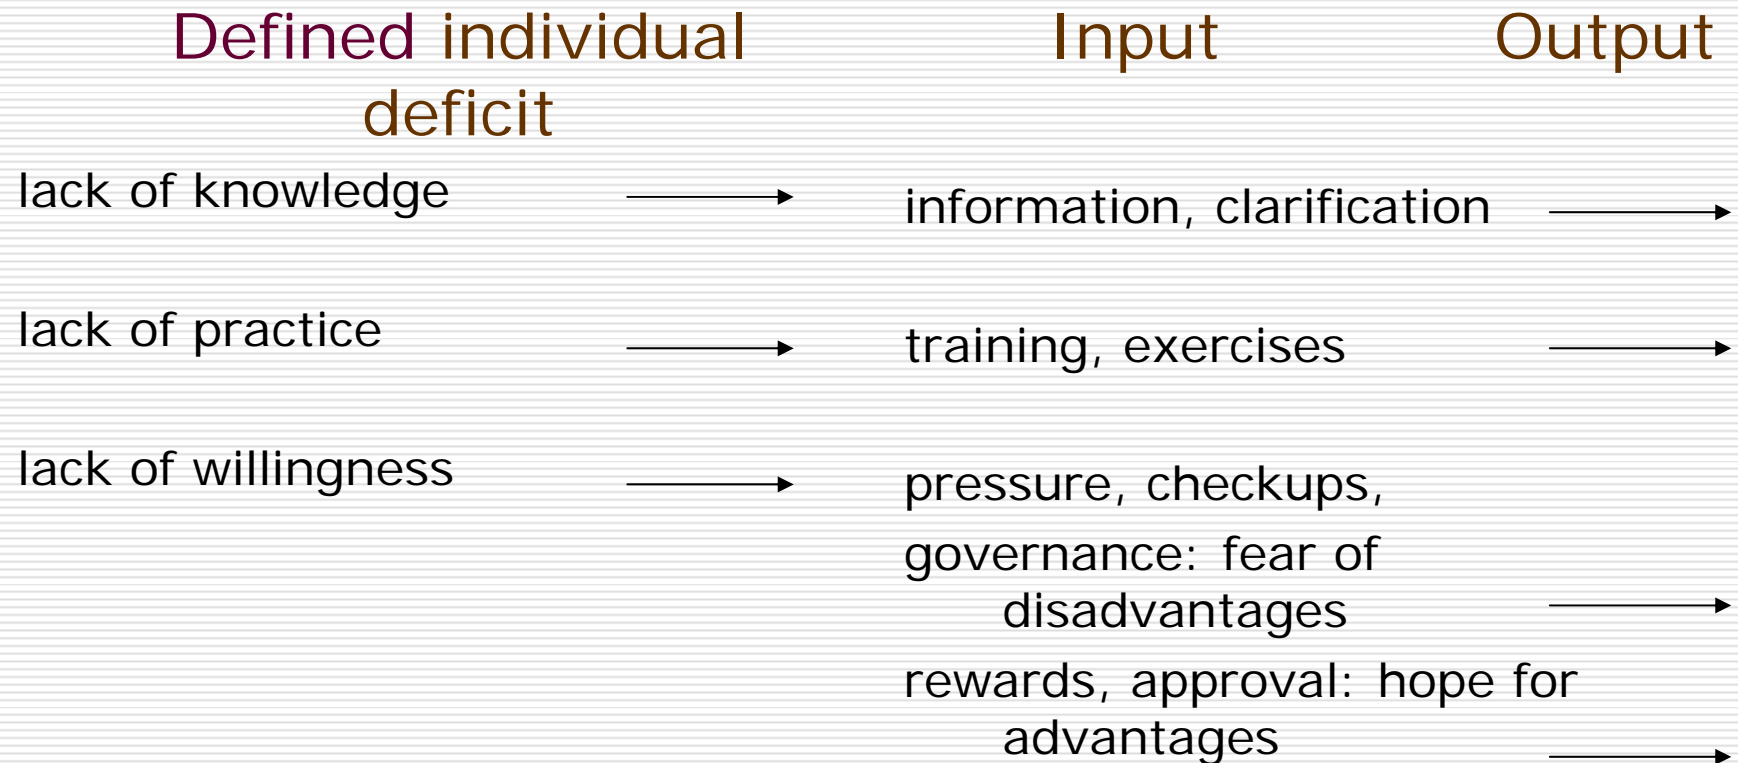 Defined individual deficit Input Output
lack of knowledge information, clarification
lack of practice training, exercises
lack of willingness pressure, checkups,
governance: fear of
disadvantages
rewards, approval: hope for
advantages